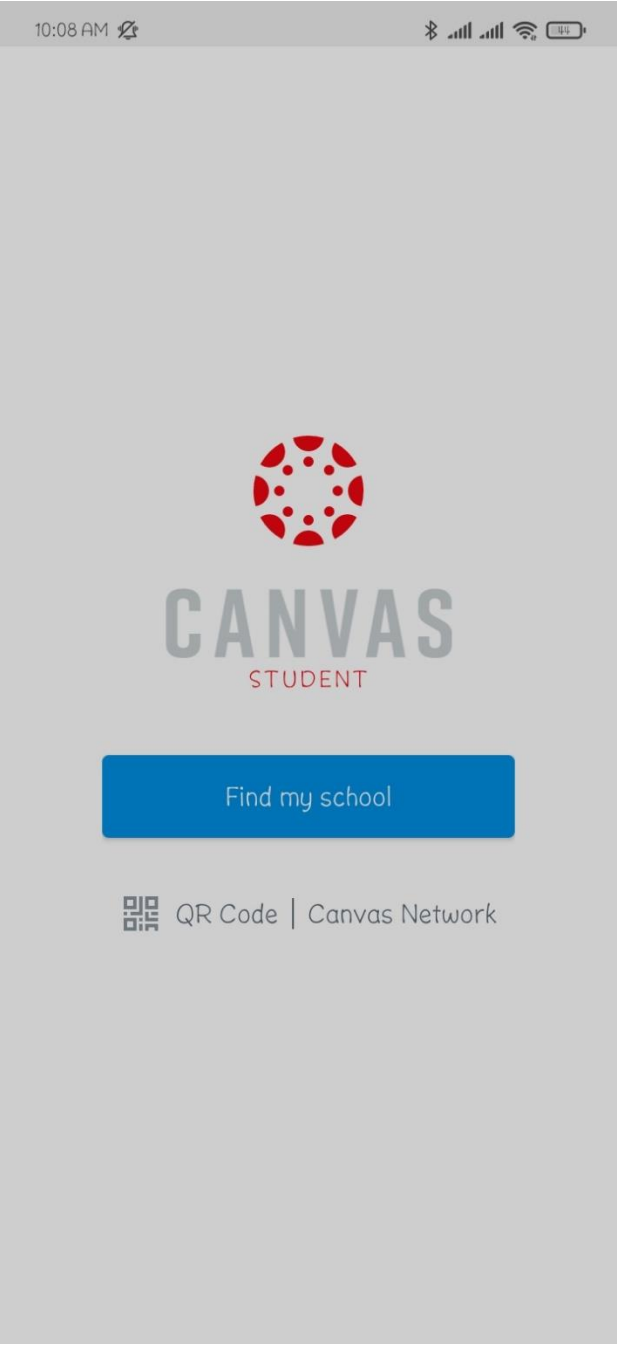 10:08 AM 44
CANVAS
STUDENT
Find my school
QR Code | Canvas Network